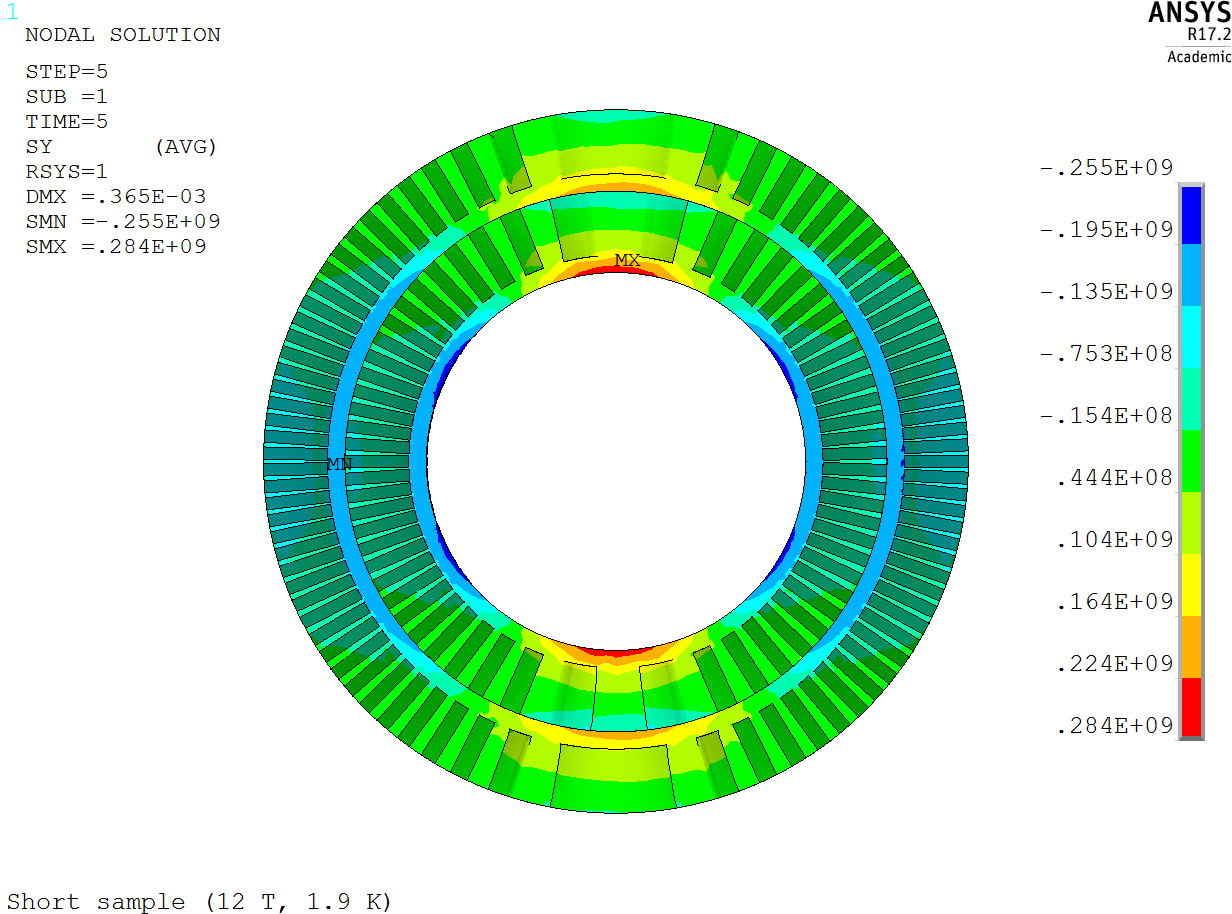 1
NODAL SOLUTION
STEP=5
SUB =1
TIME=5
SY (AVG)
RSYS=1
DMX =.365E-03
SMN =-.255E+09
SMX =.284E+09
ANSYS
R17.2
Academic
MX
MN
-.255E+09
-.195E+09
-.135E+09
-.753E+08
-.154E+08
.444E+08
.104E+09
.164E+09
.224E+09
.284E+09
Short sample (12 T, 1.9 K)